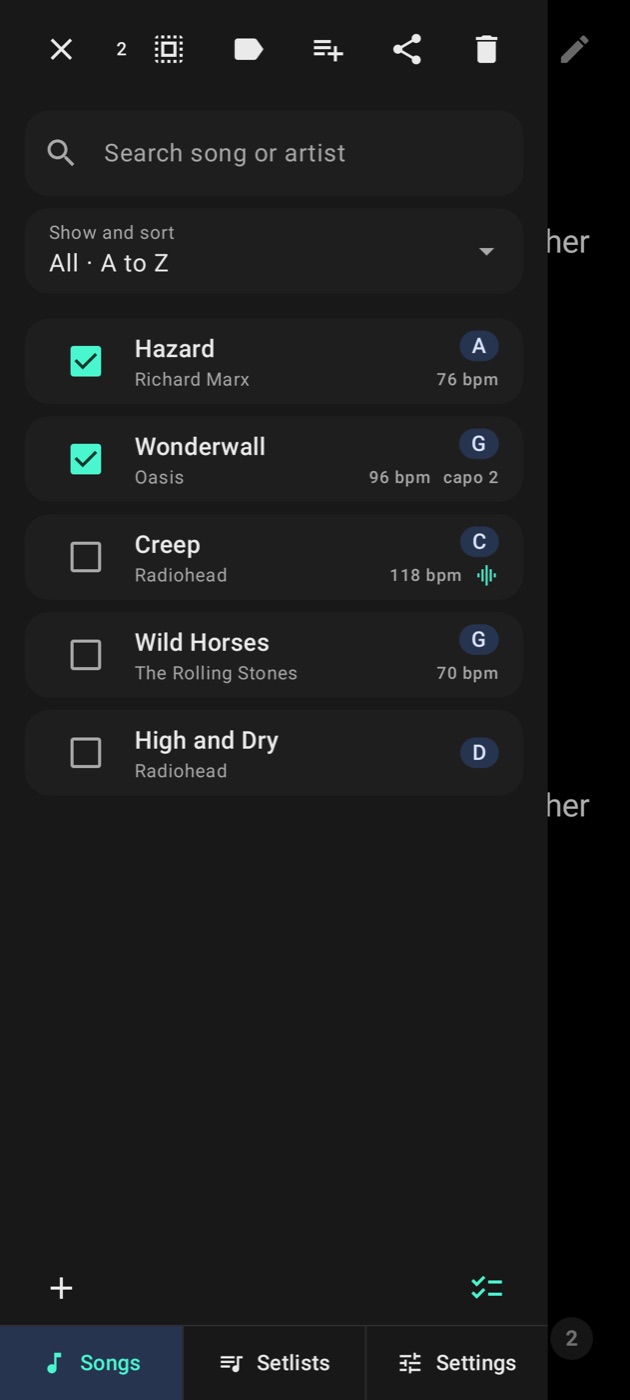 2
Search song or artist
Show and sort
All · A to Z
her
Hazard
A
Richard Marx
76 bpm
Wonderwall
G
Oasis
96 bpm capo 2
Creep
C
Radiohead
118 bpm
Wild Horses
G
The Rolling Stones
70 bpm
High and Dry
D
Radiohead
her
2
Songs
Setlists
Settings